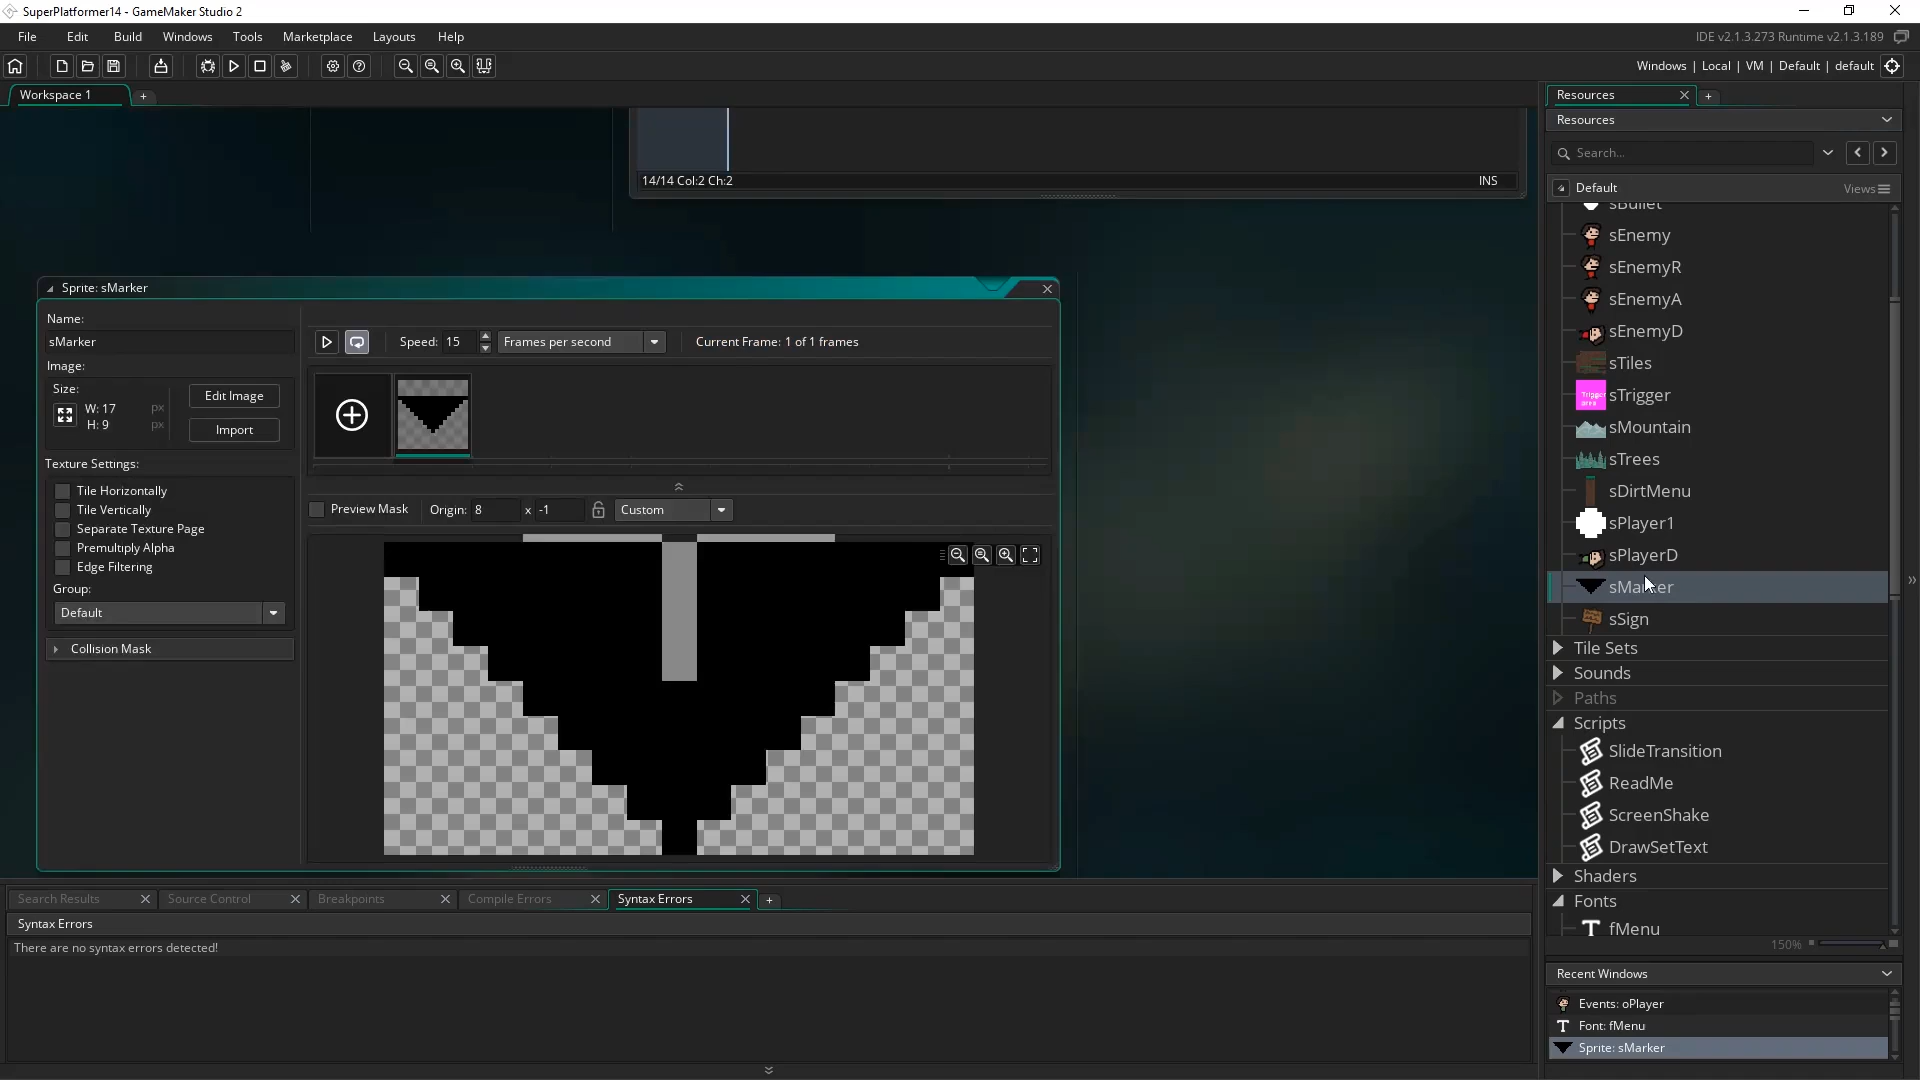 SuperPlatformer14 - GameMaker Studio 2
File Edit Build Windows Tools Marketplace Layouts Help
IDE v2.1.3.273 Runtime v2.1.3.189
Windows | Local | VM | Default | default
Workspace 1
14/14 Col:2 Ch:2 INS
Sprite: sMarker
Name:
sMarker
Image:
Size:
W: 17 px
H: 9 px
Edit Image
Import
Texture Settings:
Tile Horizontally
Tile Vertically
Separate Texture Page
Premultiply Alpha
Edge Filtering
Group:
Default
Collision Mask
Speed: 15 Frames per second Current Frame: 1 of 1 frames
Preview Mask Origin: 8 x -1 Custom
Search Results Source Control Breakpoints Compile Errors Syntax Errors
Syntax Errors
There are no syntax errors detected!
Resources
Resources
Search...
Default Views
sBullet
sEnemy
sEnemyR
sEnemyA
sEnemyD
sTiles
Trigger
sTrigger
sMountain
sTrees
sDirtMenu
sPlayer1
sPlayerD
sMarker
sSign
Tile Sets
Sounds
Paths
Scripts
SlideTransition
ReadMe
ScreenShake
DrawSetText
Shaders
Fonts
fMenu
150%
Recent Windows
Events: oPlayer
Font: fMenu
Sprite: sMarker